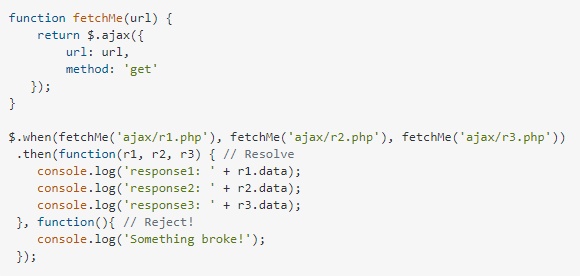 function fetchMe(url) {
    return $.ajax({
        url: url,
        method: 'get'
   });
}

$.when(fetchMe('ajax/r1.php'), fetchMe('ajax/r2.php'), fetchMe('ajax/r3.php'))
 .then(function(r1, r2, r3) { // Resolve
    console.log('response1: ' + r1.data);
    console.log('response2: ' + r2.data);
    console.log('response3: ' + r3.data);
 }, function(){ // Reject!
    console.log('Something broke!');
 });